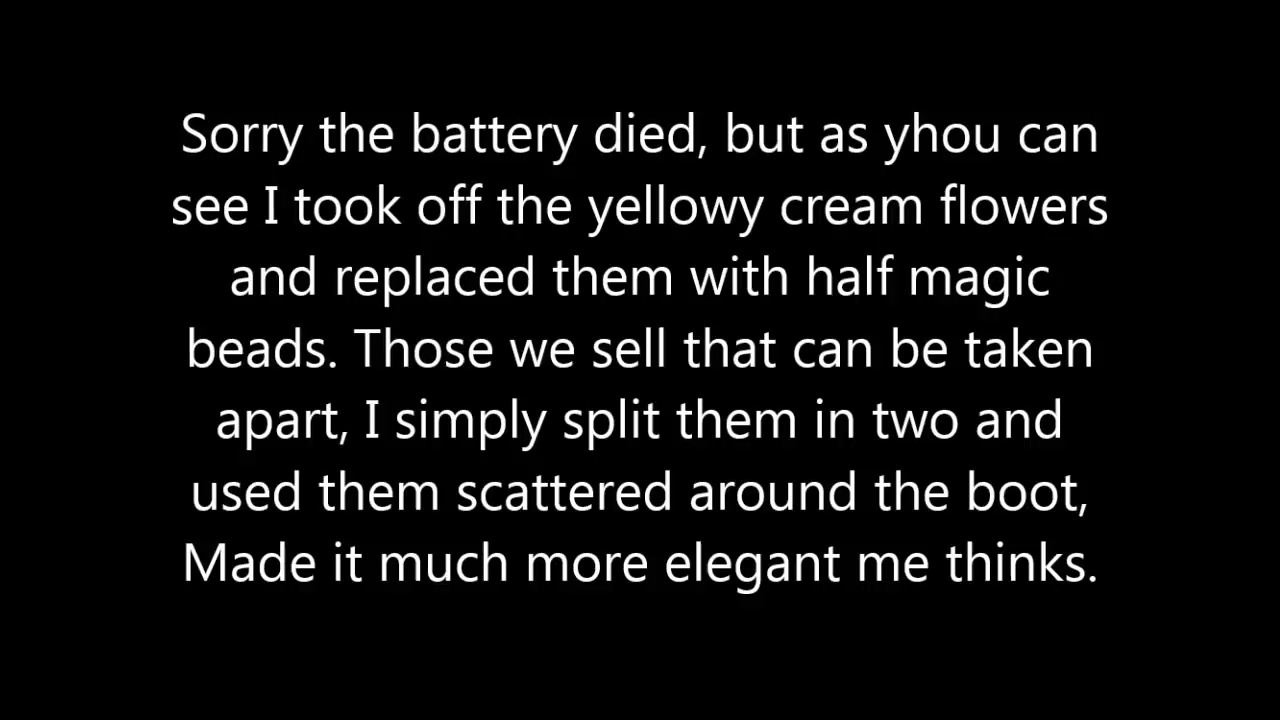 Sorry the battery died, but as yhou can
see I took off the yellowy cream flowers
and replaced them with half magic
beads. Those we sell that can be taken
apart, I simply split them in two and
used them scattered around the boot,
Made it much more elegant me thinks.